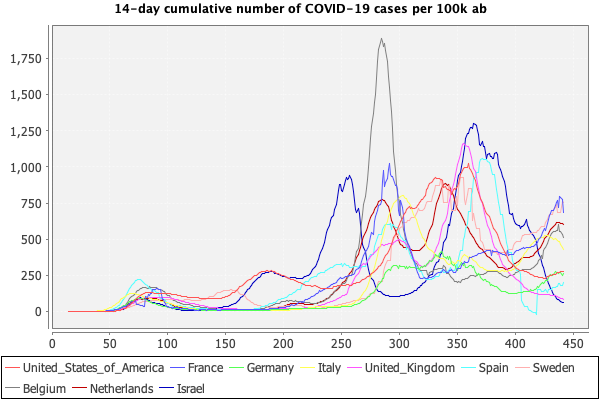 14-day cumulative number of COVID-19 cases per 100k ab
1,750
1,500
1,250
1,000
750
500
250
0
0 50 100 150 200 250 300 350 400 450
United_States_of_America France Germany Italy United_Kingdom Spain Sweden
Belgium Netherlands Israel